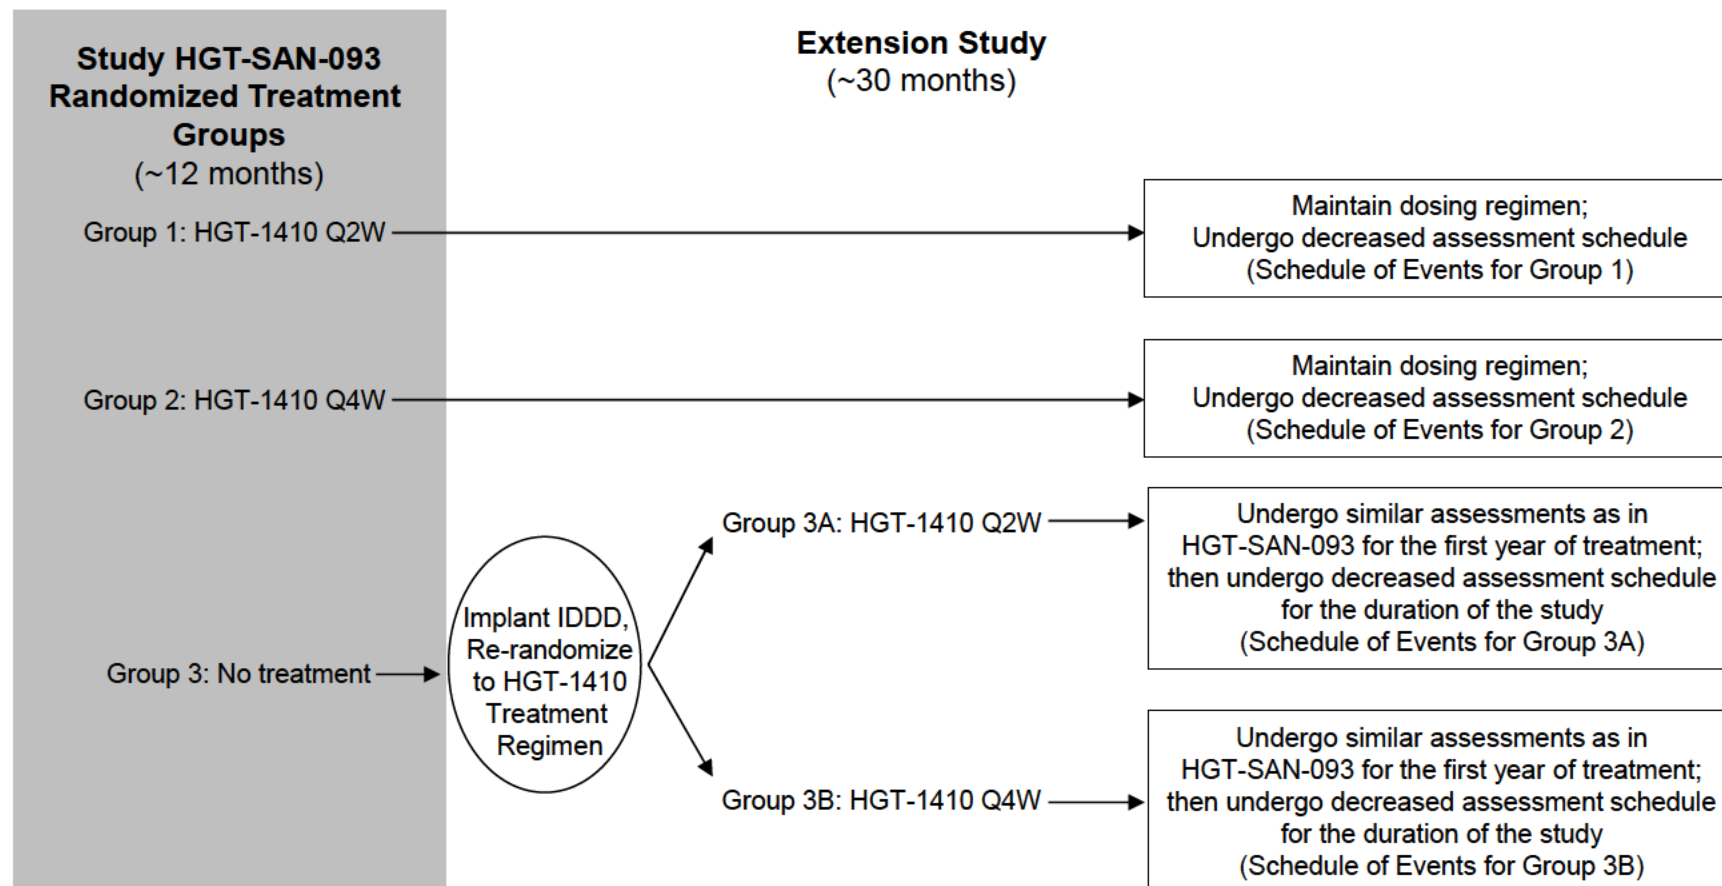 Study HGT-SAN-093
Randomized Treatment
Groups
(~12 months)
Extension Study
(~30 months)
Group 1: HGT-1410 Q2W
Maintain dosing regimen;
Undergo decreased assessment schedule
(Schedule of Events for Group 1)
Group 2: HGT-1410 Q4W
Maintain dosing regimen;
Undergo decreased assessment schedule
(Schedule of Events for Group 2)
Group 3: No treatment
Implant IDDD,
Re-randomize
to HGT-1410
Treatment
Regimen
Group 3A: HGT-1410 Q2W
Undergo similar assessments as in
HGT-SAN-093 for the first year of treatment;
then undergo decreased assessment schedule
for the duration of the study
(Schedule of Events for Group 3A)
Group 3B: HGT-1410 Q4W
Undergo similar assessments as in
HGT-SAN-093 for the first year of treatment;
then undergo decreased assessment schedule
for the duration of the study
(Schedule of Events for Group 3B)